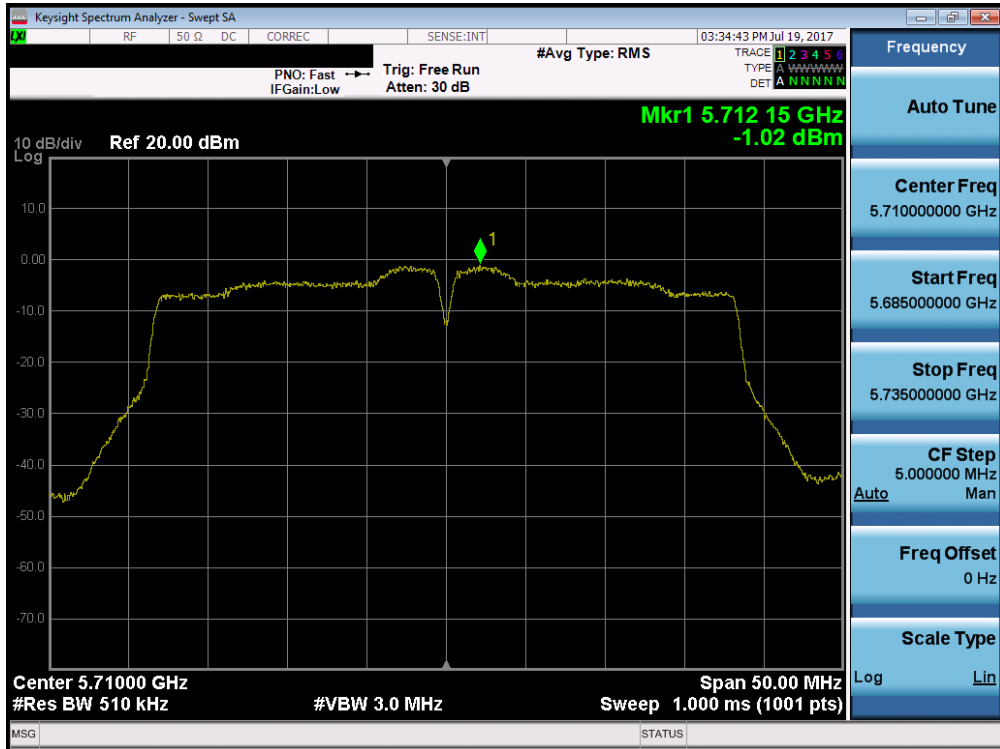 Keysight Spectrum Analyzer - Swept SA
LXI RF 50 Ω DC CORREC SENSE:INT 03:34:43 PM Jul 19, 2017
#Avg Type: RMS TRACE 1 2 3 4 5 6
TYPE A WWWWW
PNO: Fast Trig: Free Run DET A N N N N N
IFGain:Low Atten: 30 dB
Mkr1 5.712 15 GHz
-1.02 dBm
10 dB/div Ref 20.00 dBm
Log
10.0
0.00
-10.0
-20.0
-30.0
-40.0
-50.0
-60.0
-70.0
1
Center 5.71000 GHz Span 50.00 MHz
#Res BW 510 kHz #VBW 3.0 MHz Sweep 1.000 ms (1001 pts)
MSG STATUS
Frequency
Auto Tune
Center Freq
5.710000000 GHz
Start Freq
5.685000000 GHz
Stop Freq
5.735000000 GHz
CF Step
5.000000 MHz
Auto Man
Freq Offset
0 Hz
Scale Type
Log Lin